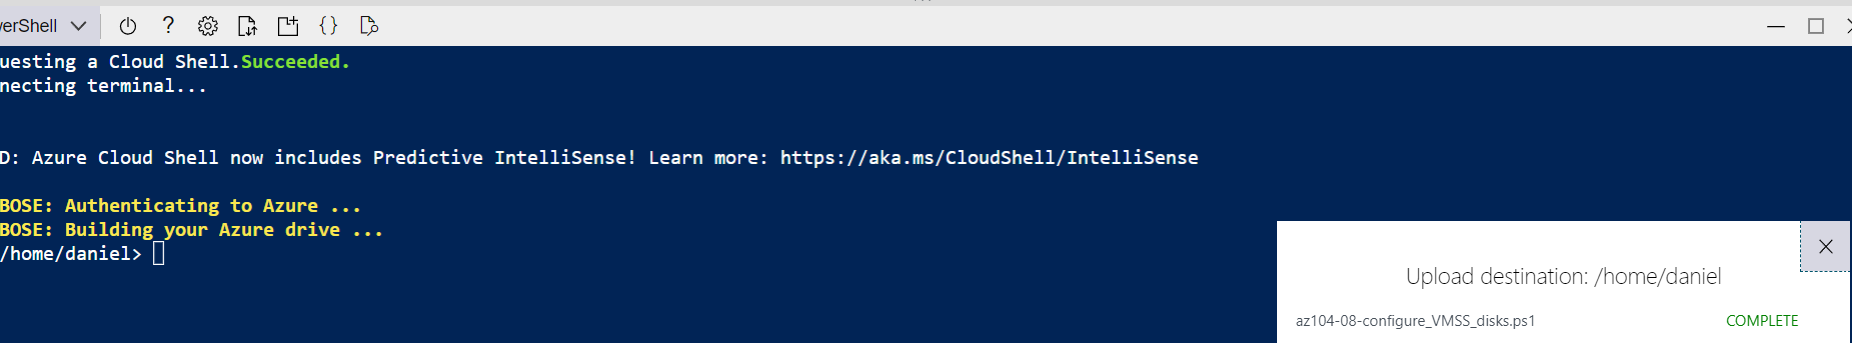 erShell
?
{}
uesting a Cloud Shell.Succeeded.
necting terminal...
D: Azure Cloud Shell now includes Predictive IntelliSense! Learn more: https://aka.ms/CloudShell/IntelliSense
BOSE: Authenticating to Azure ...
BOSE: Building your Azure drive ...
/home/daniel>
Upload destination: /home/daniel
az104-08-configure_VMSS_disks.ps1 COMPLETE